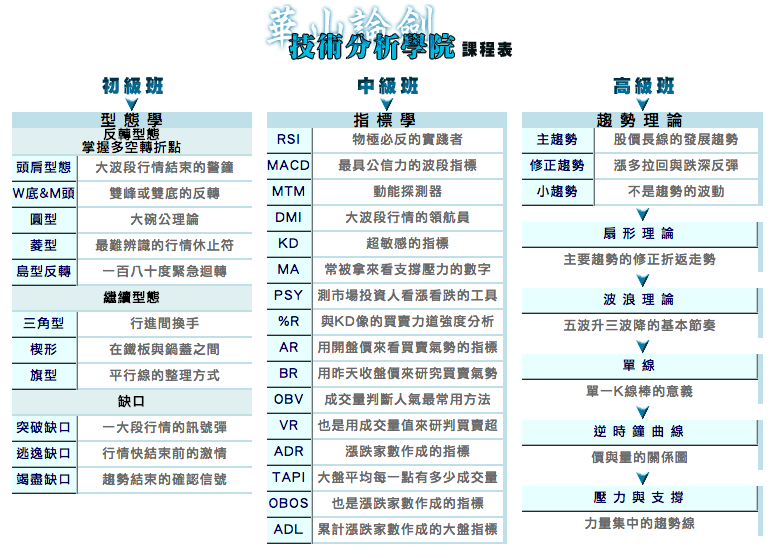 華山論劍
技術分析學院 課程表
初級班
型態學
反轉型態
掌握多空轉折點
頭肩型態 大波段行情結束的警鐘
W底&M頭 雙峰或雙底的反轉
圓型 大碗公理論
菱型 最難辨識的行情休止符
島型反轉 一百八十度緊急迴轉
繼續型態
三角型 行進間換手
楔形 在鐵板與鍋蓋之間
旗型 平行線的整理方式
缺口
突破缺口 一大段行情的訊號彈
逃逸缺口 行情快結束前的激情
竭盡缺口 趨勢結束的確認信號
中級班
指標學
RSI 物極必反的實踐者
MACD 最具公信力的波段指標
MTM 動能探測器
DMI 大波段行情的領航員
KD 超敏感的指標
MA 常被拿來看支撐壓力的數字
PSY 測市場投資人看漲看跌的工具
%R 與KD像的買賣力道強度分析
AR 用開盤價來看買賣氣勢的指標
BR 用昨天收盤價來研究買賣氣勢
OBV 成交量判斷人氣最常用方法
VR 也是用成交量值來研判買賣超
ADR 漲跌家數作成的指標
TAPI 大盤平均每一點有多少成交量
OBOS 也是漲跌家數作成的指標
ADL 累計漲跌家數作成的大盤指標
高級班
趨勢理論
主趨勢 股價長線的發展趨勢
修正趨勢 漲多拉回與跌深反彈
小趨勢 不是趨勢的波動
扇形理論
主要趨勢的修正折返走勢
波浪理論
五波升三波降的基本節奏
單線
單一K線棒的意義
逆時鐘曲線
價與量的關係圖
壓力與支撐
力量集中的趨勢線